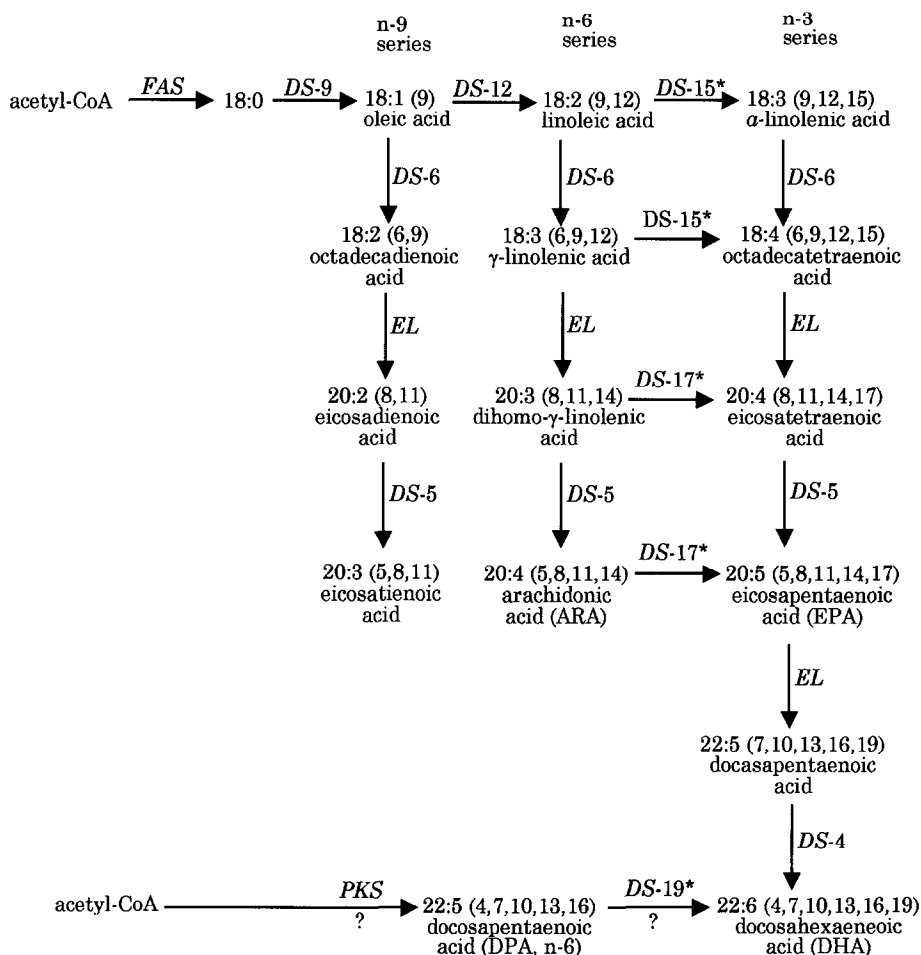 n-9
series
n-6
series
n-3
series
acetyl-CoA
FAS
18:0
DS-9
18:1 (9)
oleic acid
DS-12
18:2 (9,12)
linoleic acid
DS-15*
18:3 (9,12,15)
α-linolenic acid
DS-6
DS-6
DS-6
18:2 (6,9)
octadecadienoic
acid
18:3 (6,9,12)
γ-linolenic acid
DS-15*
18:4 (6,9,12,15)
octadecatetraenoic
acid
EL
EL
EL
20:2 (8,11)
eicosadienoic
acid
20:3 (8,11,14)
dihomo-γ-linolenic
acid
DS-17*
20:4 (8,11,14,17)
eicosatetraenoic
acid
DS-5
DS-5
DS-5
20:3 (5,8,11)
eicosatienoic
acid
20:4 (5,8,11,14)
arachidonic
acid (ARA)
DS-17*
20:5 (5,8,11,14,17)
eicosapentaenoic
acid (EPA)
EL
22:5 (7,10,13,16,19)
docasapentaenoic
acid
DS-4
acetyl-CoA
PKS
?
22:5 (4,7,10,13,16)
docosapentaenoic
acid (DPA, n-6)
DS-19*
?
22:6 (4,7,10,13,16,19)
docosahexaeneoic
acid (DHA)